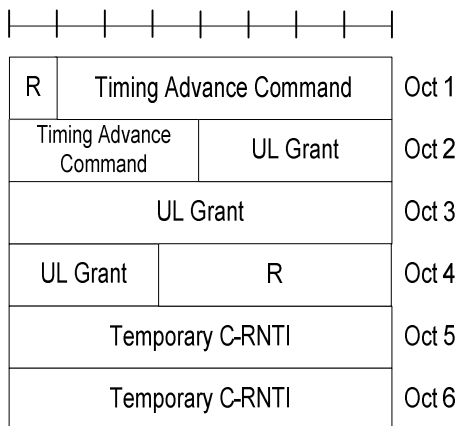 R Timing Advance Command Oct 1
Timing Advance
Command UL Grant Oct 2
UL Grant Oct 3
UL Grant R Oct 4
Temporary C-RNTI Oct 5
Temporary C-RNTI Oct 6